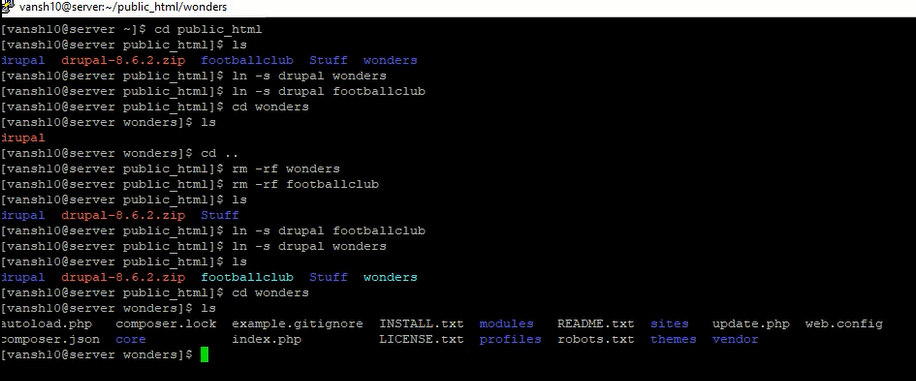 vansh10@server:~/public_html/wonders
[vansh10@server ~]$ cd public_html
[vansh10@server public_html]$ ls
drupal drupal-8.6.2.zip footballclub Stuff wonders
[vansh10@server public_html]$ ln -s drupal wonders
[vansh10@server public_html]$ ln -s drupal footballclub
[vansh10@server public_html]$ cd wonders
[vansh10@server wonders]$ ls
drupal
[vansh10@server wonders]$ cd ..
[vansh10@server public_html]$ rm -rf wonders
[vansh10@server public_html]$ rm -rf footballclub
[vansh10@server public_html]$ ls
drupal drupal-8.6.2.zip Stuff
[vansh10@server public_html]$ ln -s drupal footballclub
[vansh10@server public_html]$ ln -s drupal wonders
[vansh10@server public_html]$ ls
drupal drupal-8.6.2.zip footballclub Stuff wonders
[vansh10@server public_html]$ cd wonders
[vansh10@server wonders]$ ls
autoload.php composer.lock example.gitignore INSTALL.txt modules README.txt sites update.php web.config
composer.json core index.php LICENSE.txt profiles robots.txt themes vendor
[vansh10@server wonders]$